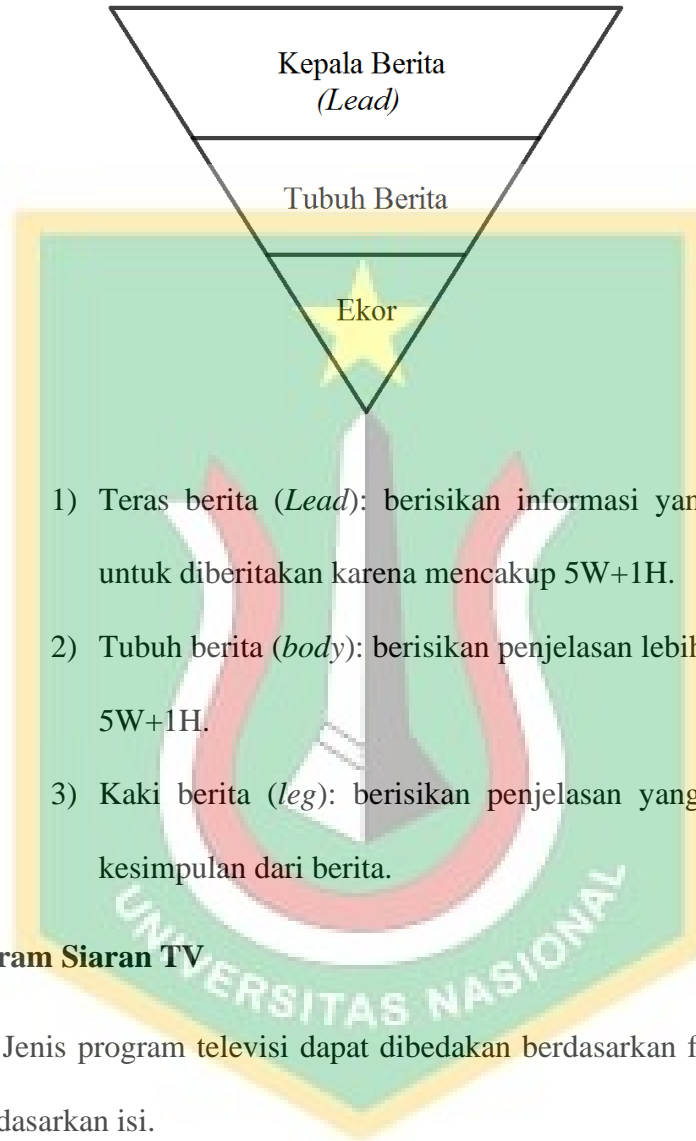 Kepala Berita
(Lead)
Tubuh Berita
Ekor
1) Teras berita (Lead): berisikan informasi yan
untuk diberitakan karena mencakup 5W+1H.
2) Tubuh berita (body): berisikan penjelasan lebih
5W+1H.
3) Kaki berita (leg): berisikan penjelasan yang
kesimpulan dari berita.
ram Siaran TV
Jenis program televisi dapat dibedakan berdasarkan f
dasarkan isi.
UNIVERSITAS NASIONAL